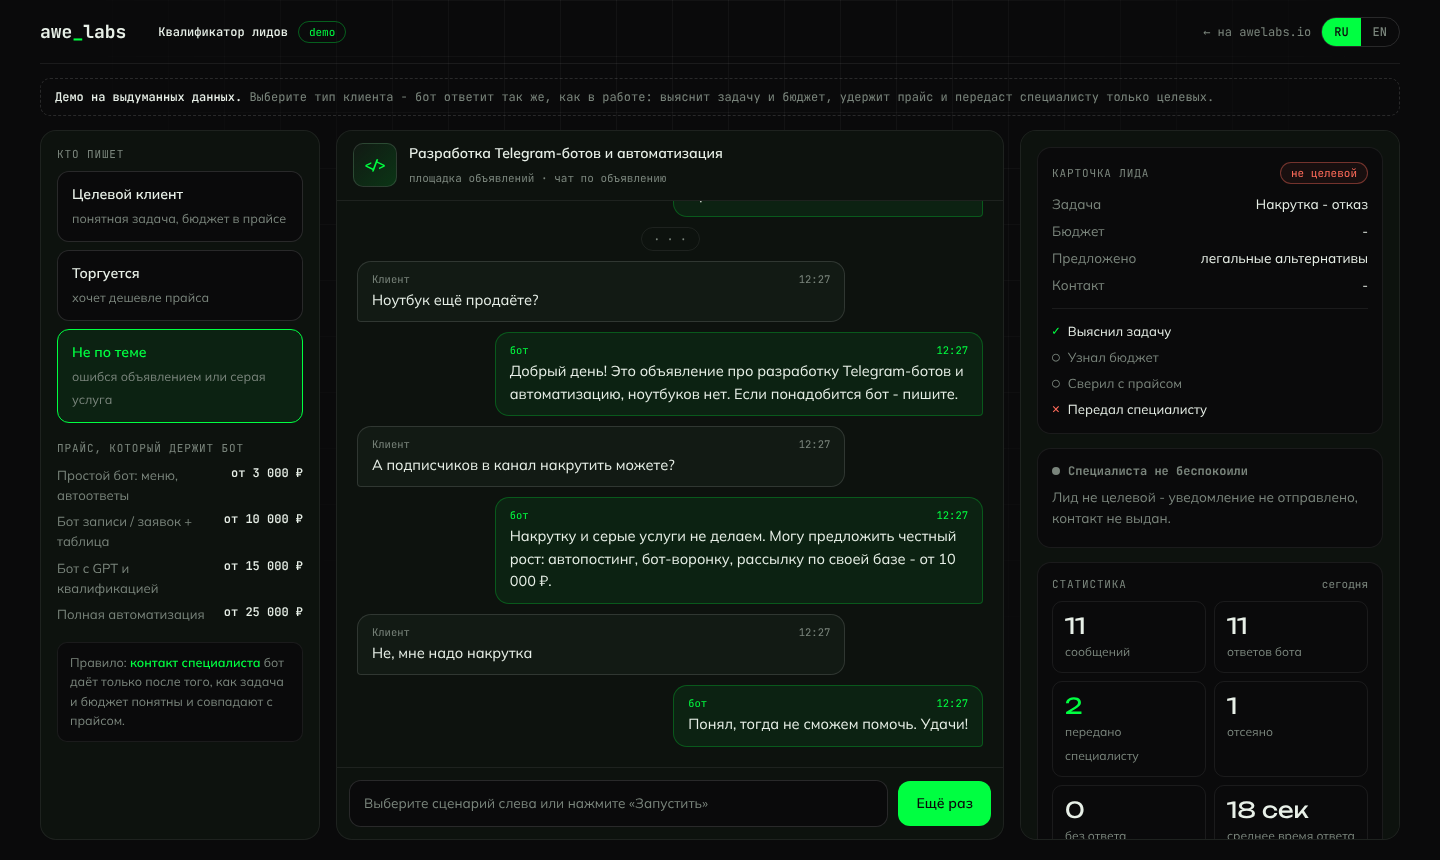 awe_labs
Квалификатор лидов
demo
← на awelabs.io
RU
EN
Демо на выдуманных данных. Выберите тип клиента - бот ответит так же, как в работе: выяснит задачу и бюджет, удержит прайс и передаст специалисту только целевых.
КТО ПИШЕТ
Целевой клиент
понятная задача, бюджет в прайсе
Торгуется
хочет дешевле прайса
Не по теме
ошибся объявлением или серая
услуга
ПРАЙС, КОТОРЫЙ ДЕРЖИТ БОТ
Простой бот: меню,
автоответы
от 3 000 ₽
Бот записи / заявок +
таблица
от 10 000 ₽
Бот с GPT и
квалификацией
от 15 000 ₽
Полная автоматизация
от 25 000 ₽
Правило: контакт специалиста бот
даёт только после того, как задача
и бюджет понятны и совпадают с
прайсом.
</>
Разработка Telegram-ботов и автоматизация
площадка объявлений · чат по объявлению
· · ·
Клиент
12:27
Ноутбук ещё продаёте?
бот
12:27
Добрый день! Это объявление про разработку Telegram-ботов и
автоматизацию, ноутбуков нет. Если понадобится бот - пишите.
Клиент
12:27
А подписчиков в канал накрутить можете?
бот
12:27
Накрутку и серые услуги не делаем. Могу предложить честный
рост: автопостинг, бот-воронку, рассылку по своей базе - от 10
000 ₽.
Клиент
12:27
Не, мне надо накрутка
бот
12:27
Понял, тогда не сможем помочь. Удачи!
Выберите сценарий слева или нажмите «Запустить»
Ещё раз
КАРТОЧКА ЛИДА
не целевой
Задача
Накрутка - отказ
Бюджет
-
Предложено
легальные альтернативы
Контакт
-
✓ Выяснил задачу
○ Узнал бюджет
○ Сверил с прайсом
× Передал специалисту
Специалиста не беспокоили
Лид не целевой - уведомление не отправлено,
контакт не выдан.
СТАТИСТИКА
сегодня
11
сообщений
11
ответов бота
2
передано
специалисту
1
отсеяно
0
без ответа
18 сек
среднее время ответа